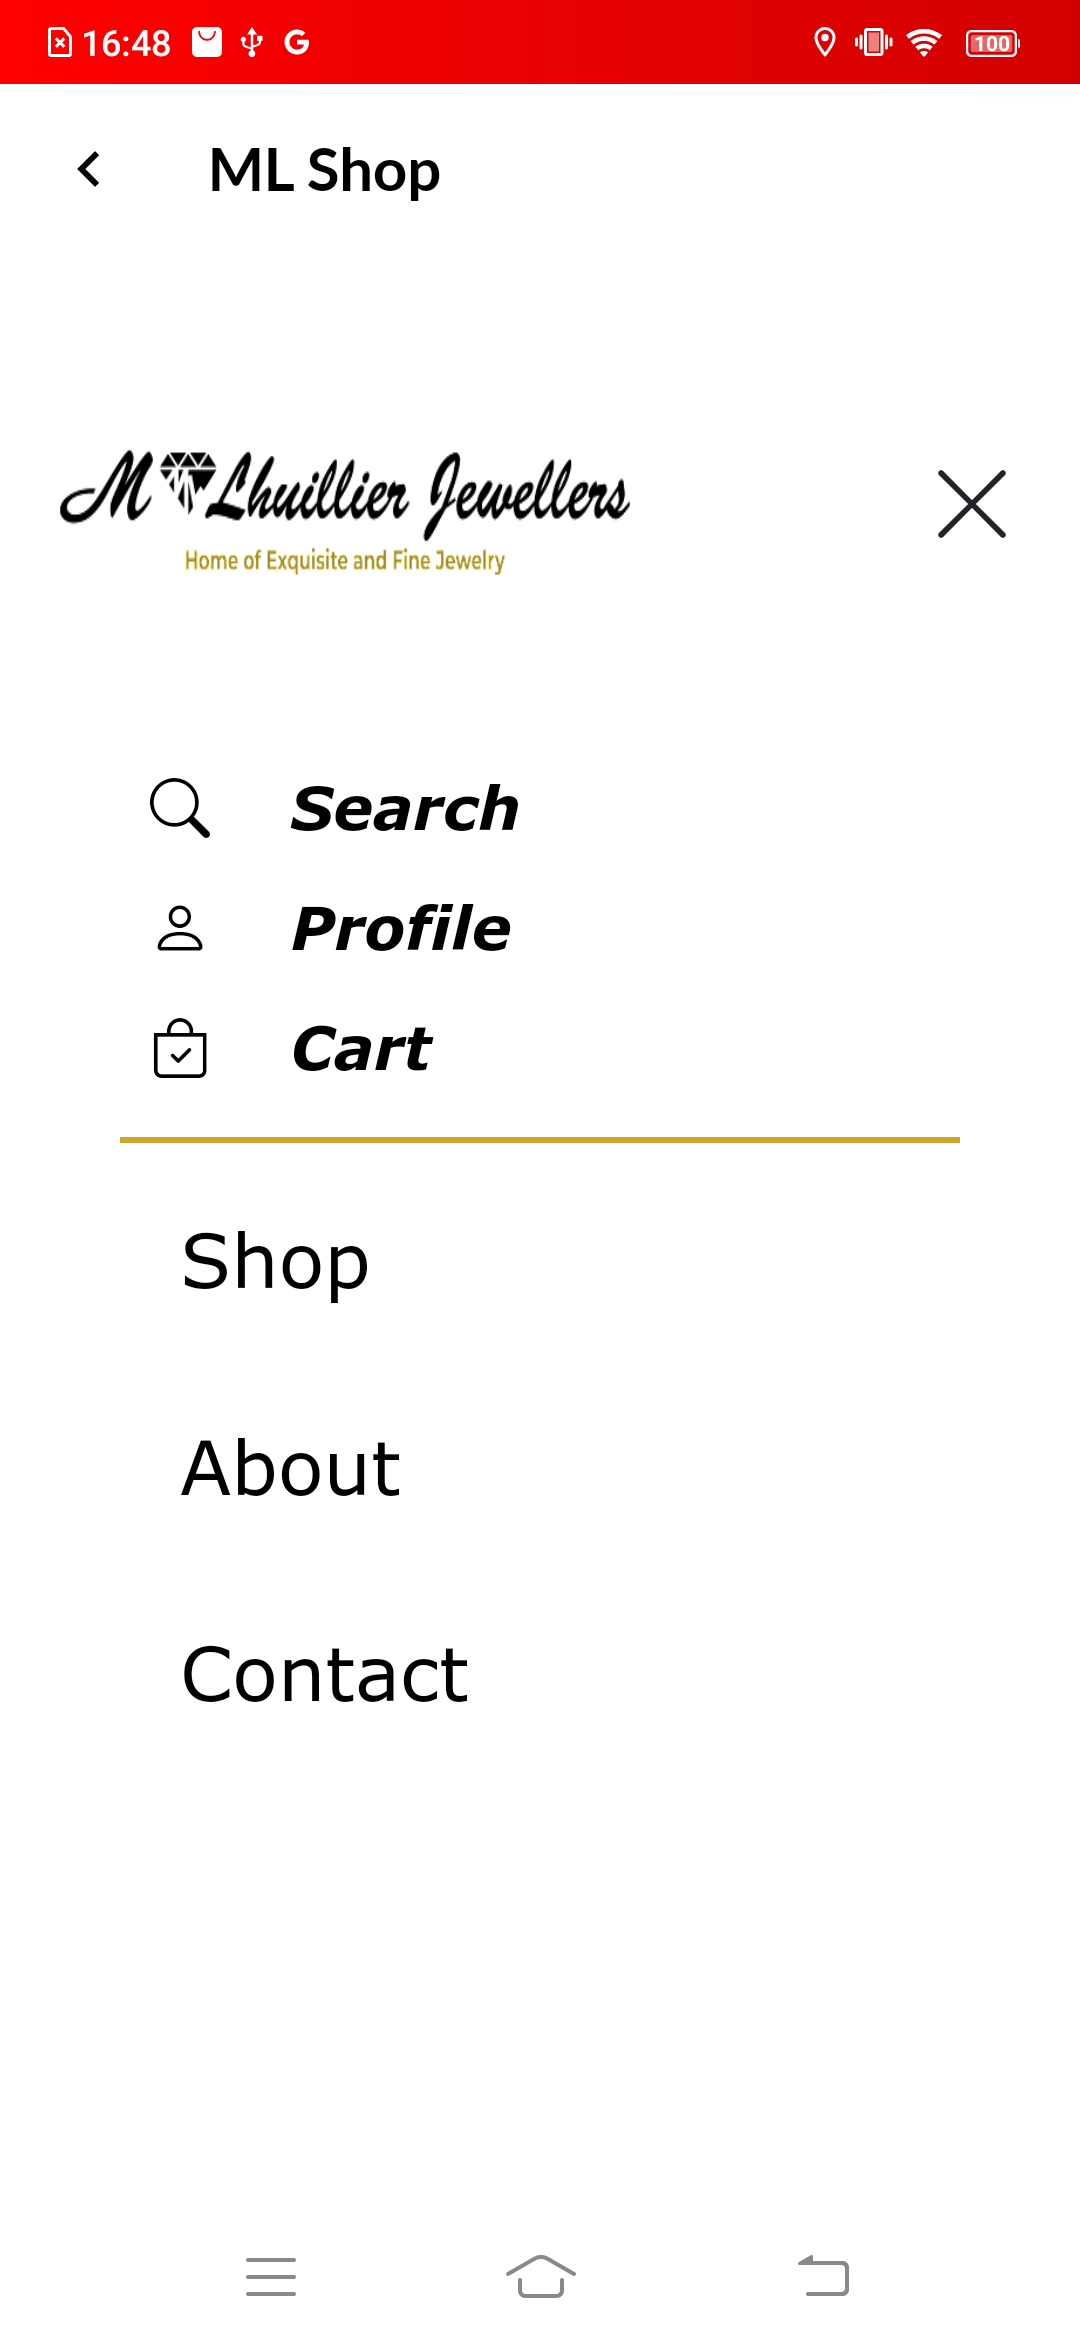 16:48
100
ML Shop
M Lhuillier Jewellers
Home of Exquisite and Fine Jewelry
Search
Profile
Cart
Shop
About
Contact